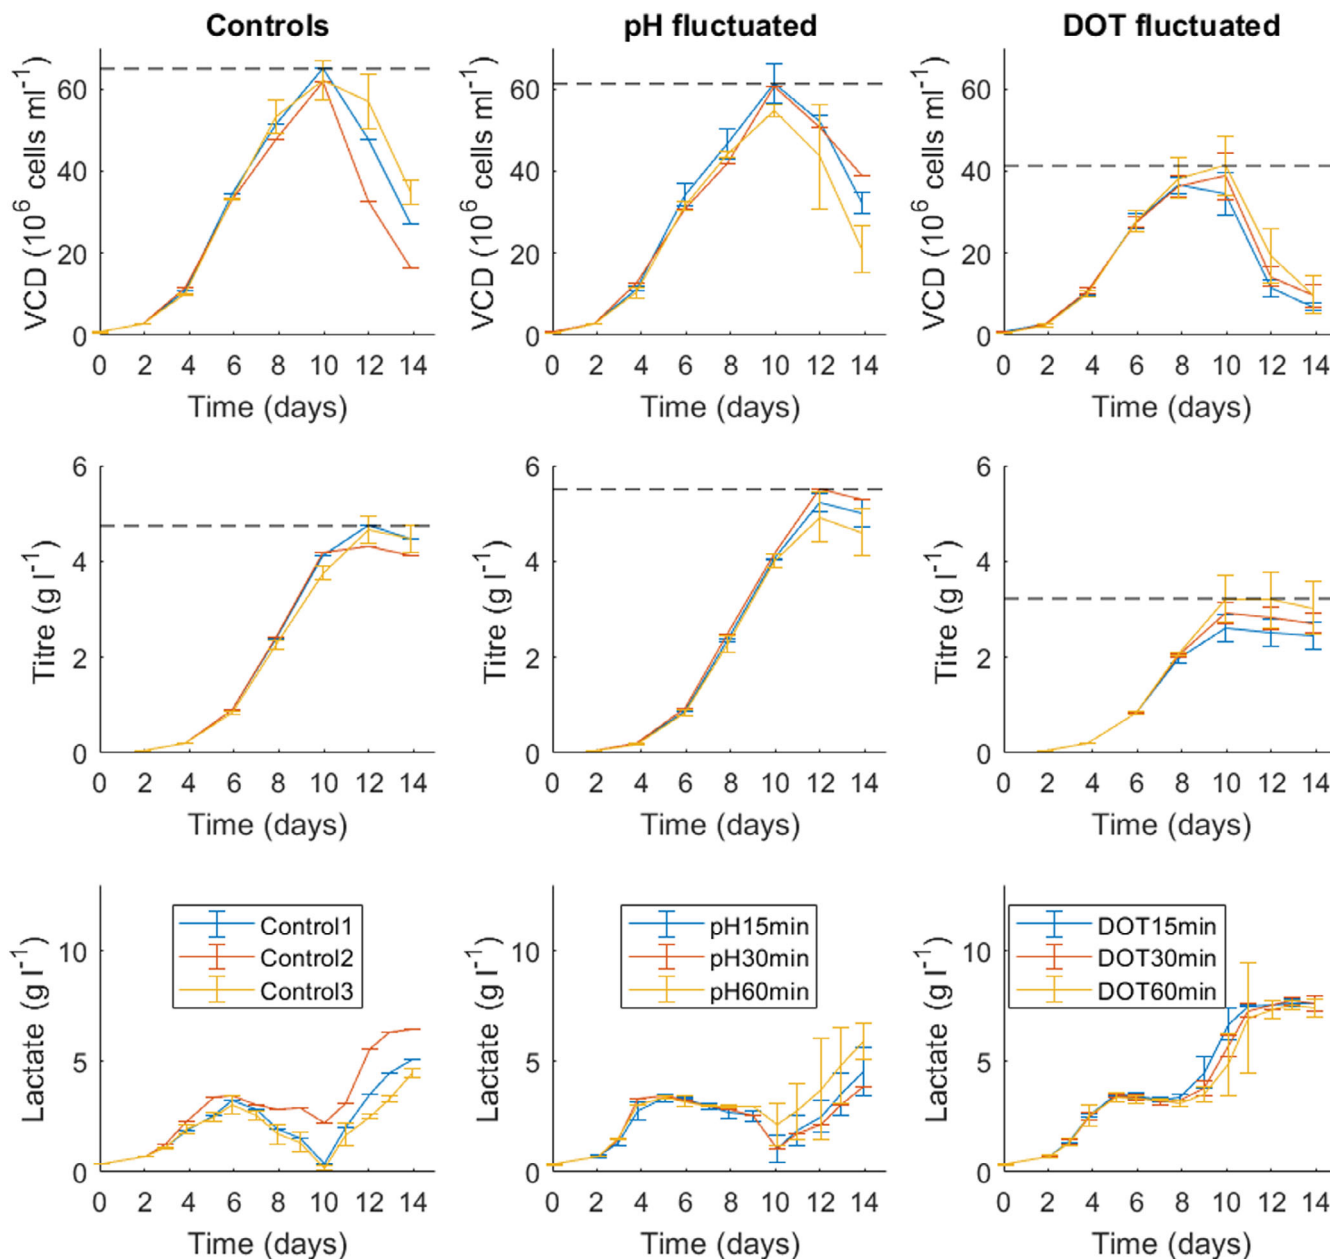 Controls
pH fluctuated
DOT fluctuated
VCD (10⁶ cells ml⁻¹)
60
40
20
0
0 2 4 6 8 10 12 14
Time (days)
VCD (10⁶ cells ml⁻¹)
60
40
20
0
0 2 4 6 8 10 12 14
Time (days)
VCD (10⁶ cells ml⁻¹)
60
40
20
0
0 2 4 6 8 10 12 14
Time (days)
Titre (g l⁻¹)
6
4
2
0
0 2 4 6 8 10 12 14
Time (days)
Titre (g l⁻¹)
6
4
2
0
0 2 4 6 8 10 12 14
Time (days)
Titre (g l⁻¹)
6
4
2
0
0 2 4 6 8 10 12 14
Time (days)
Lactate (g l⁻¹)
10
5
0
Control1
Control2
Control3
0 2 4 6 8 10 12 14
Time (days)
Lactate (g l⁻¹)
10
5
0
pH15min
pH30min
pH60min
0 2 4 6 8 10 12 14
Time (days)
Lactate (g l⁻¹)
10
5
0
DOT15min
DOT30min
DOT60min
0 2 4 6 8 10 12 14
Time (days)